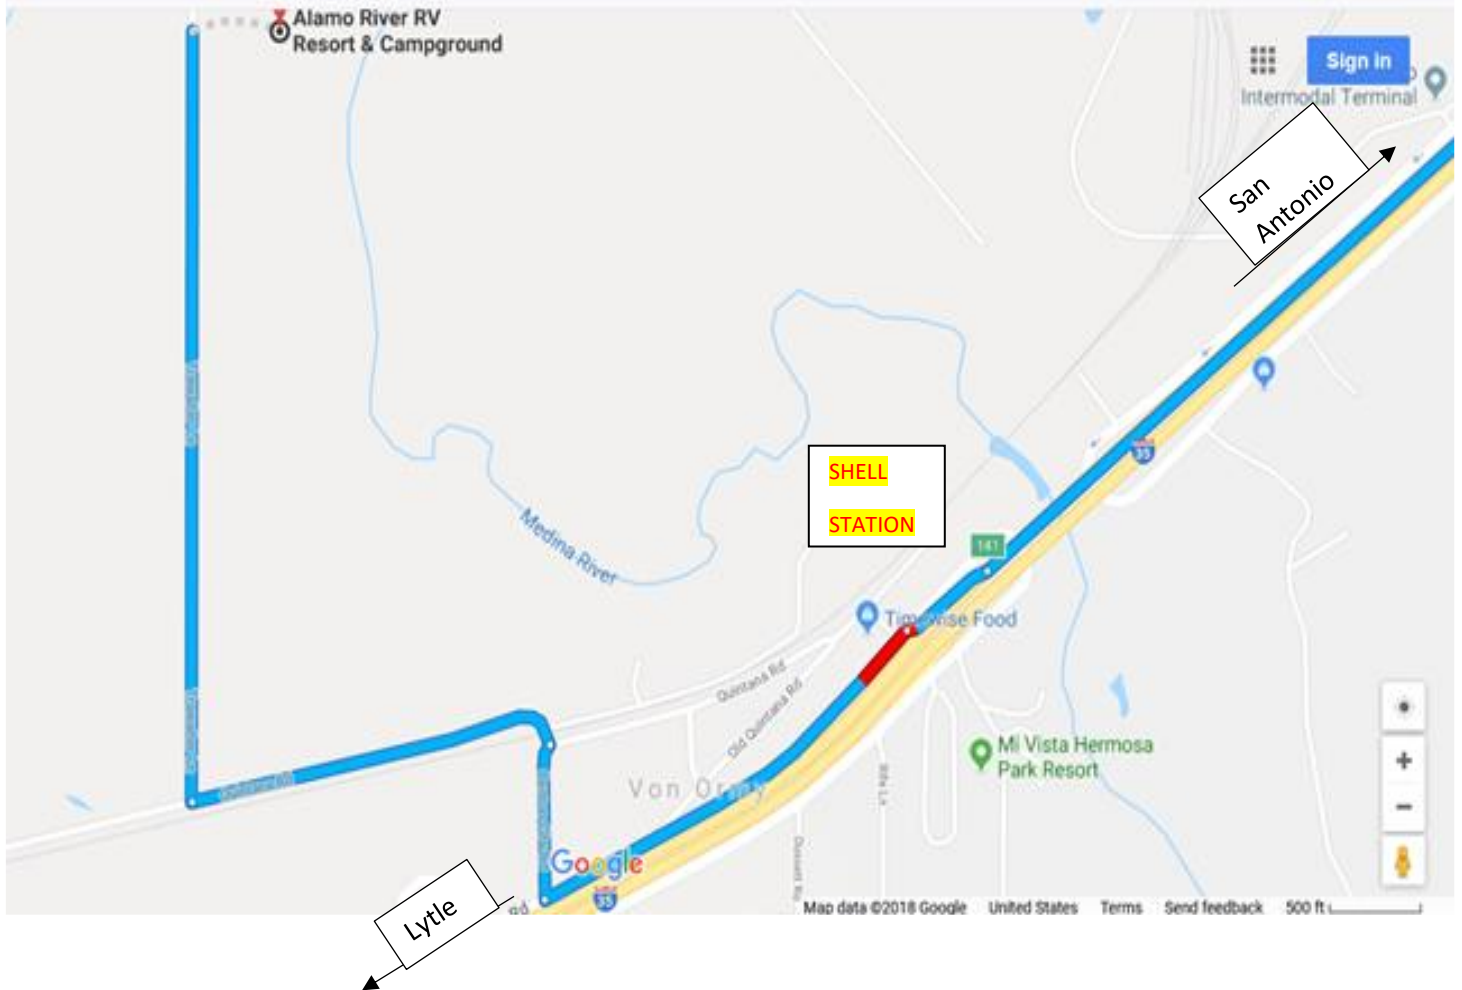 Alamo River RV
Resort & Campground
Sign in
Intermodal Terminal
San
Antonio
35
SHELL
STATION
141
Medina River
Quintana Rd
Old Quintana Rd
Mi Vista Hermosa
Park Resort
Von Ormy
Google
35
Rd
Lytle
Map data ©2018 Google United States Terms Send feedback 500 ft